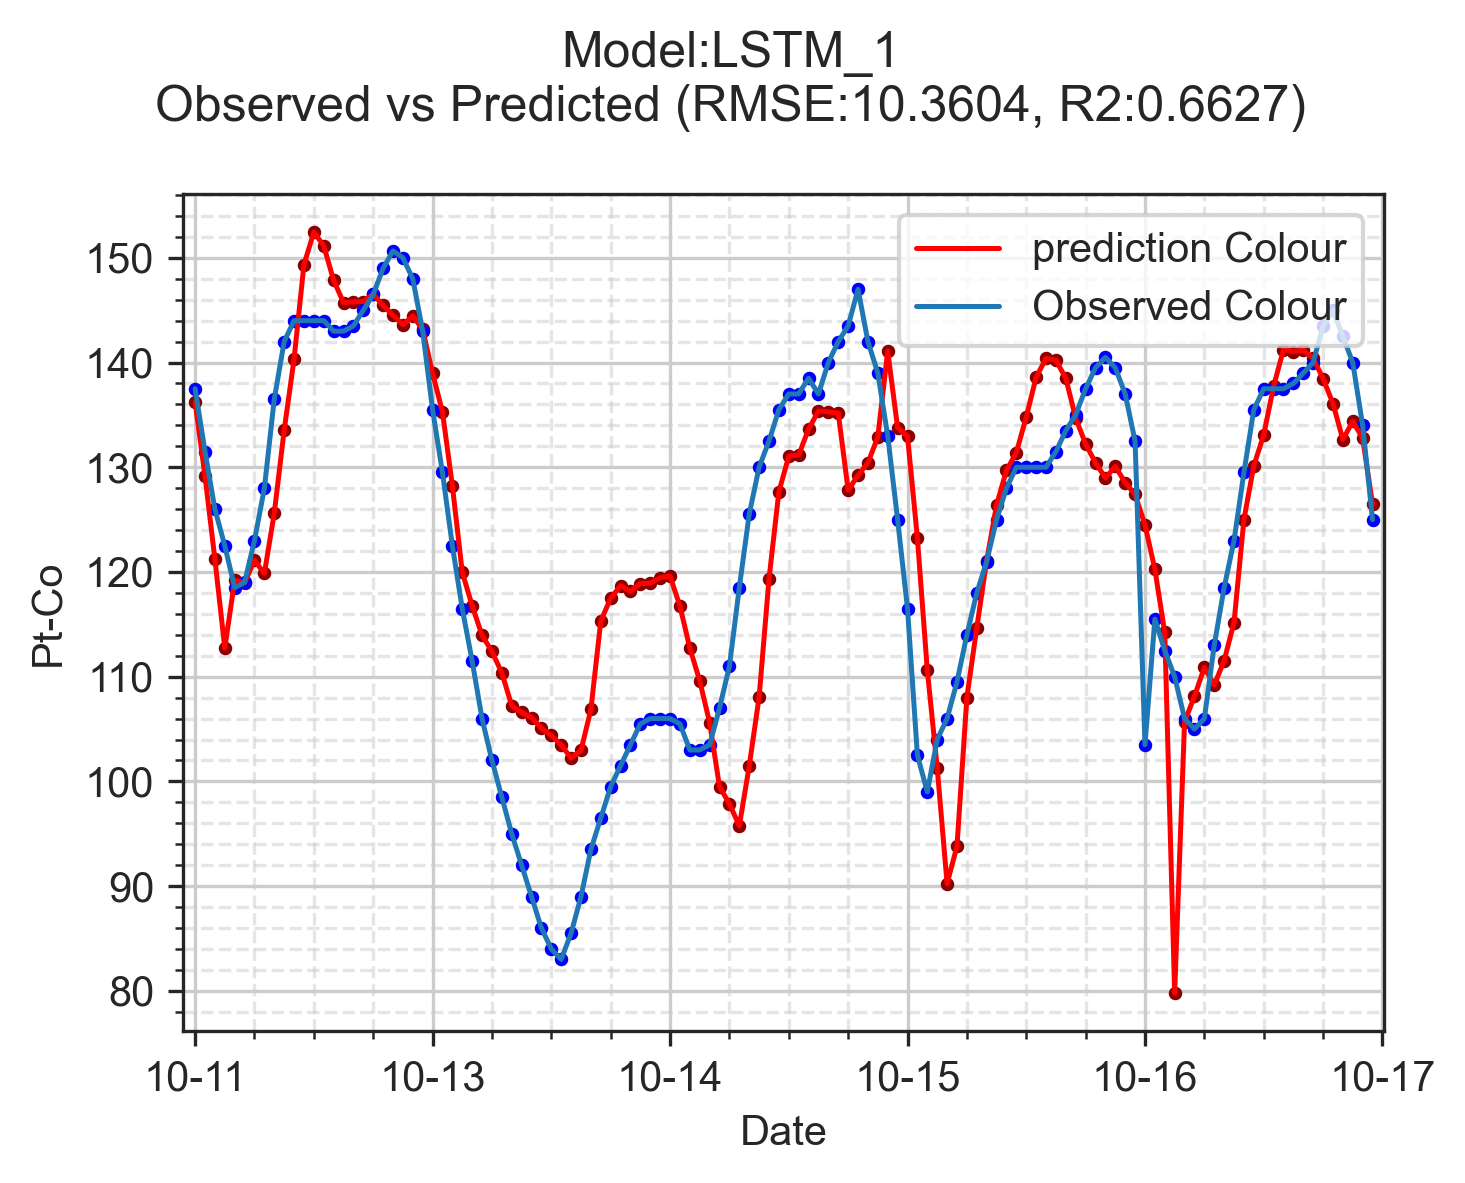 Model:LSTM_1
Observed vs Predicted (RMSE:10.3604, R2:0.6627)
prediction Colour
Observed Colour
150
140
130
120
110
100
90
80
Pt-Co
10-11 10-13 10-14 10-15 10-16 10-17
Date